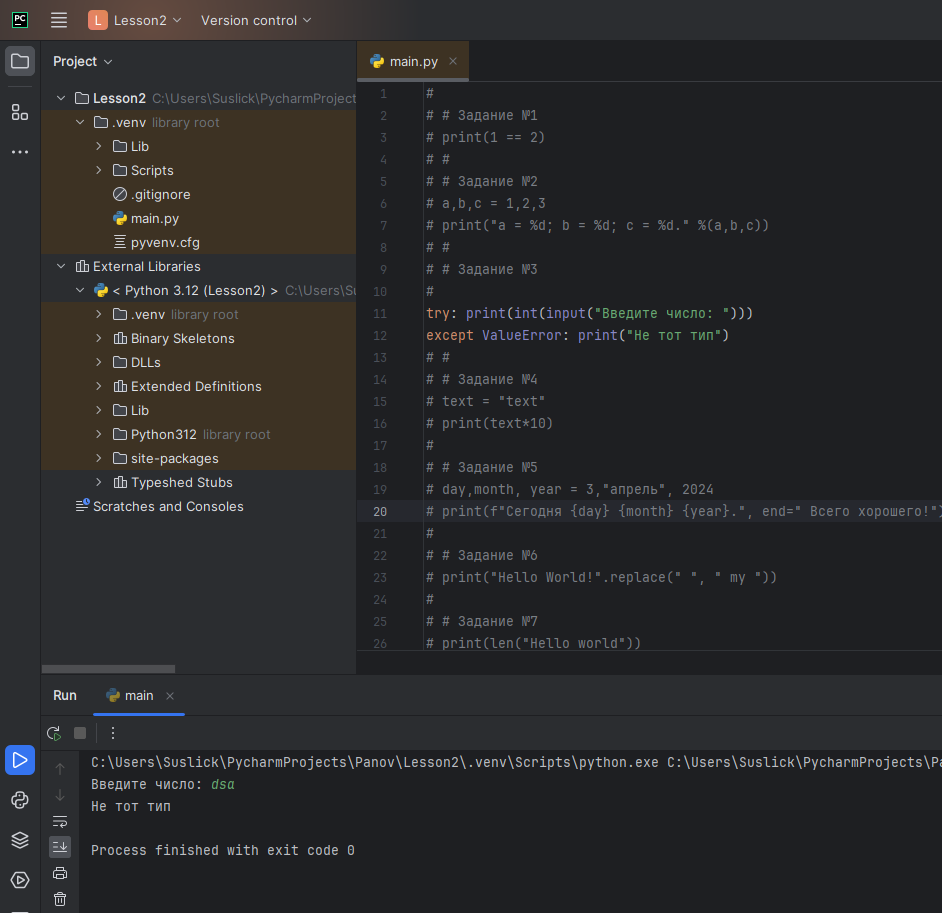 PC
L Lesson2 Version control
Project
Lesson2 C:\Users\Suslick\PycharmProject
.venv library root
Lib
Scripts
.gitignore
main.py
pyvenv.cfg
External Libraries
< Python 3.12 (Lesson2) > C:\Users\Su
.venv library root
Binary Skeletons
DLLs
Extended Definitions
Lib
Python312 library root
site-packages
Typeshed Stubs
Scratches and Consoles
main.py
1 #
2 # # Задание №1
3 # print(1 == 2)
4 # #
5 # # Задание №2
6 # a,b,c = 1,2,3
7 # print("a = %d; b = %d; c = %d." %(a,b,c))
8 # #
9 # # Задание №3
10 #
11 try: print(int(input("Введите число: ")))
12 except ValueError: print("Не тот тип")
13 # #
14 # # Задание №4
15 # text = "text"
16 # print(text*10)
17 #
18 # # Задание №5
19 # day,month, year = 3,"апрель", 2024
20 # print(f"Сегодня {day} {month} {year}.", end=" Всего хорошего!")
21 #
22 # # Задание №6
23 # print("Hello World!".replace(" ", " my "))
24 #
25 # # Задание №7
26 # print(len("Hello world"))
Run main
C:\Users\Suslick\PycharmProjects\Panov\Lesson2\.venv\Scripts\python.exe C:\Users\Suslick\PycharmProjects\Pa
Введите число: dsa
Не тот тип
Process finished with exit code 0